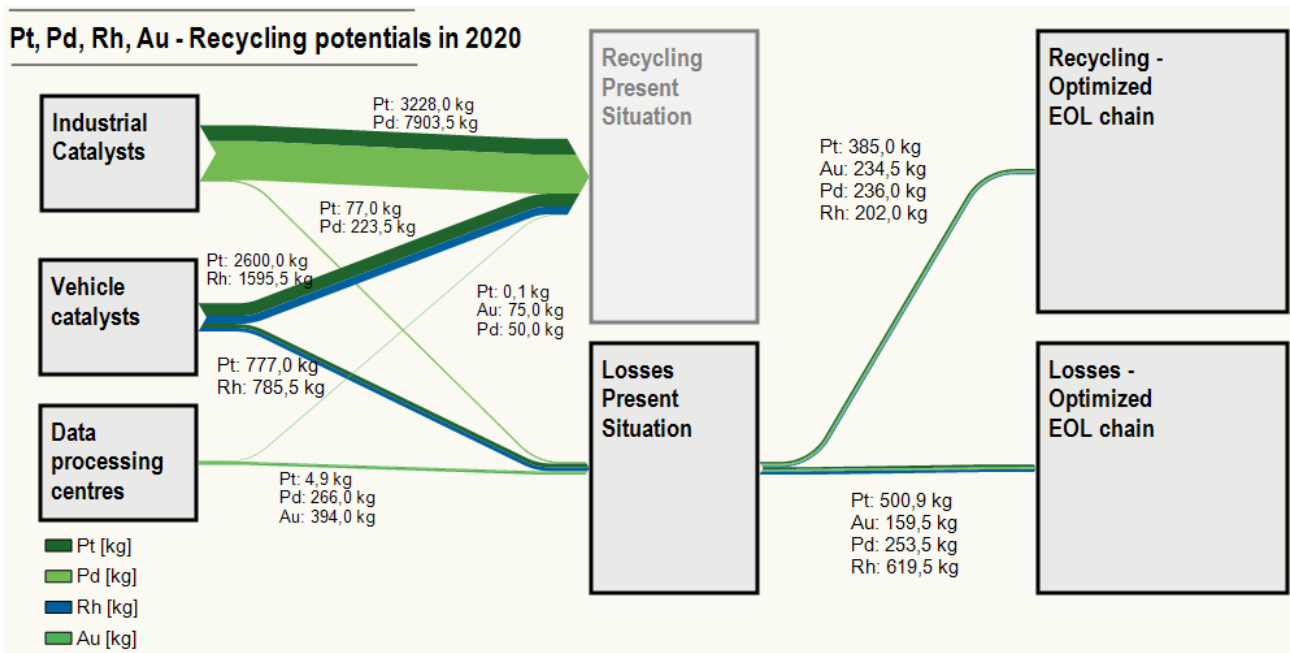 Pt, Pd, Rh, Au - Recycling potentials in 2020
Industrial
Catalysts
Vehicle
catalysts
Data
processing
centres
Pt: 3228,0 kg
Pd: 7903,5 kg
Pt: 77,0 kg
Pd: 223,5 kg
Pt: 2600,0 kg
Rh: 1595,5 kg
Pt: 0,1 kg
Au: 75,0 kg
Pd: 50,0 kg
Pt: 777,0 kg
Rh: 785,5 kg
Pt: 4,9 kg
Pd: 266,0 kg
Au: 394,0 kg
Recycling
Present
Situation
Losses
Present
Situation
Pt: 385,0 kg
Au: 234,5 kg
Pd: 236,0 kg
Rh: 202,0 kg
Pt: 500,9 kg
Au: 159,5 kg
Pd: 253,5 kg
Rh: 619,5 kg
Recycling -
Optimized
EOL chain
Losses -
Optimized
EOL chain
Pt [kg]
Pd [kg]
Rh [kg]
Au [kg]